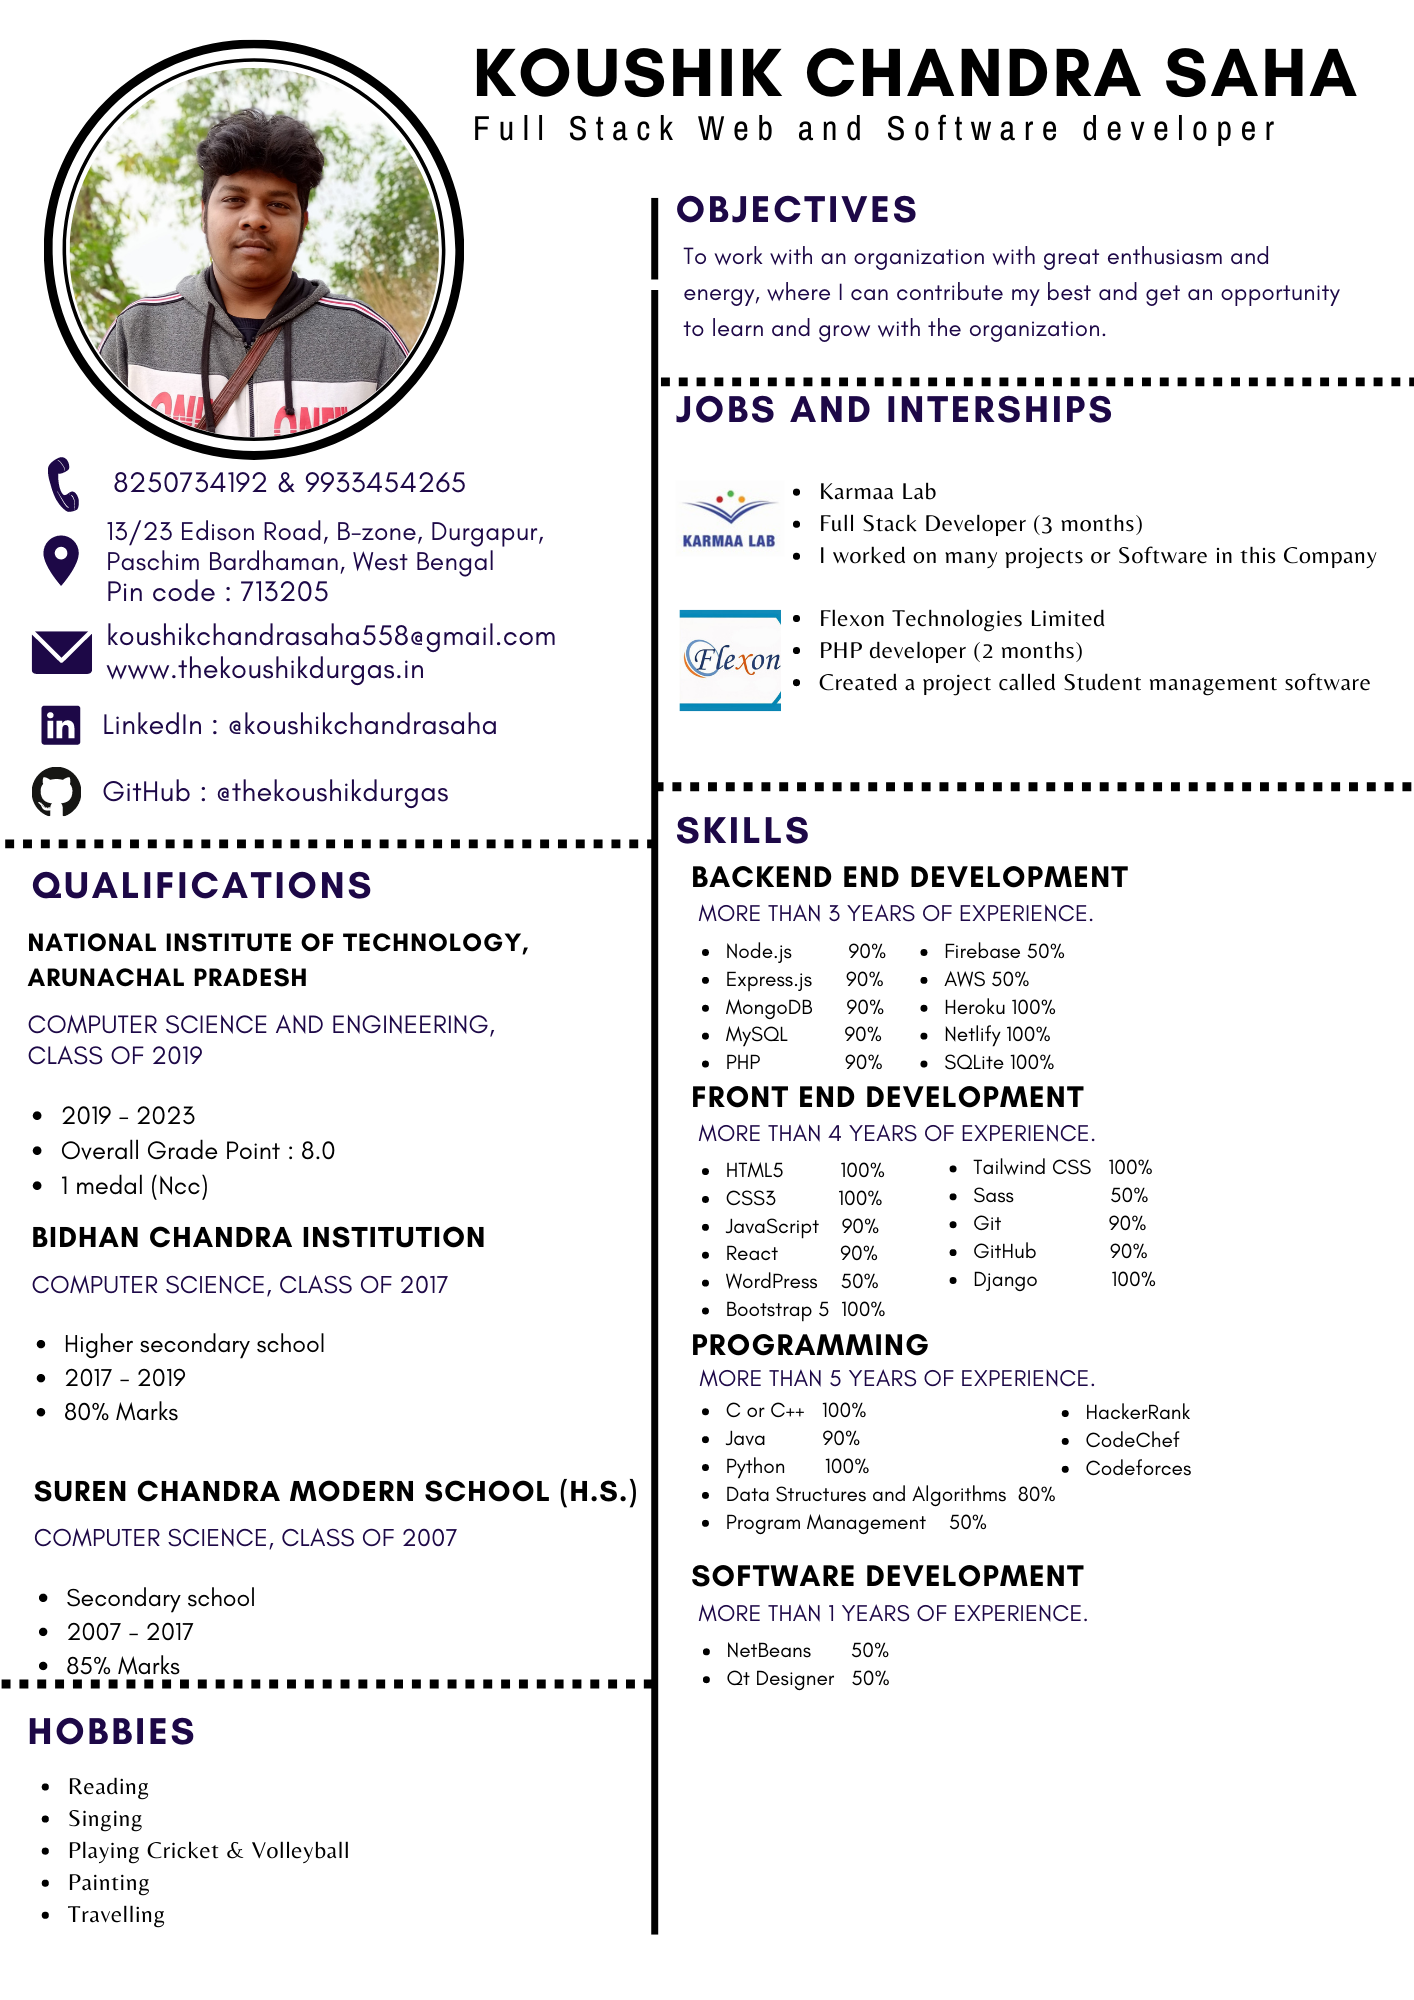 KOUSHIK CHANDRA SAHA
Full Stack Web and Software developer
8250734192 & 9933454265
13/23 Edison Road, B-zone, Durgapur,
Paschim Bardhaman, West Bengal
Pin code : 713205
koushikchandrasaha558@gmail.com
www.thekoushikdurgas.in
in LinkedIn : @koushikchandrasaha
GitHub : @thekoushikdurgas
QUALIFICATIONS
NATIONAL INSTITUTE OF TECHNOLOGY,
ARUNACHAL PRADESH
COMPUTER SCIENCE AND ENGINEERING,
CLASS OF 2019
• 2019 - 2023
• Overall Grade Point : 8.0
• 1 medal (Ncc)
BIDHAN CHANDRA INSTITUTION
COMPUTER SCIENCE, CLASS OF 2017
• Higher secondary school
• 2017 - 2019
• 80% Marks
SUREN CHANDRA MODERN SCHOOL (H.S.)
COMPUTER SCIENCE, CLASS OF 2007
• Secondary school
• 2007 - 2017
• 85% Marks
HOBBIES
• Reading
• Singing
• Playing Cricket & Volleyball
• Painting
• Travelling
OBJECTIVES
To work with an organization with great enthusiasm and
energy, where I can contribute my best and get an opportunity
to learn and grow with the organization.
JOBS AND INTERSHIPS
KARMAA LAB
• Karmaa Lab
• Full Stack Developer (3 months)
• I worked on many projects or Software in this Company
Flexon
• Flexon Technologies Limited
• PHP developer (2 months)
• Created a project called Student management software
SKILLS
BACKEND END DEVELOPMENT
MORE THAN 3 YEARS OF EXPERIENCE.
• Node.js 90%
• Express.js 90%
• MongoDB 90%
• MySQL 90%
• PHP 90%
• Firebase 50%
• AWS 50%
• Heroku 100%
• Netlify 100%
• SQLite 100%
FRONT END DEVELOPMENT
MORE THAN 4 YEARS OF EXPERIENCE.
• HTML5 100%
• CSS3 100%
• JavaScript 90%
• React 90%
• WordPress 50%
• Bootstrap 5 100%
• Tailwind CSS 100%
• Sass 50%
• Git 90%
• GitHub 90%
• Django 100%
PROGRAMMING
MORE THAN 5 YEARS OF EXPERIENCE.
• C or C++ 100%
• Java 90%
• Python 100%
• Data Structures and Algorithms 80%
• Program Management 50%
• HackerRank
• CodeChef
• Codeforces
SOFTWARE DEVELOPMENT
MORE THAN 1 YEARS OF EXPERIENCE.
• NetBeans 50%
• Qt Designer 50%